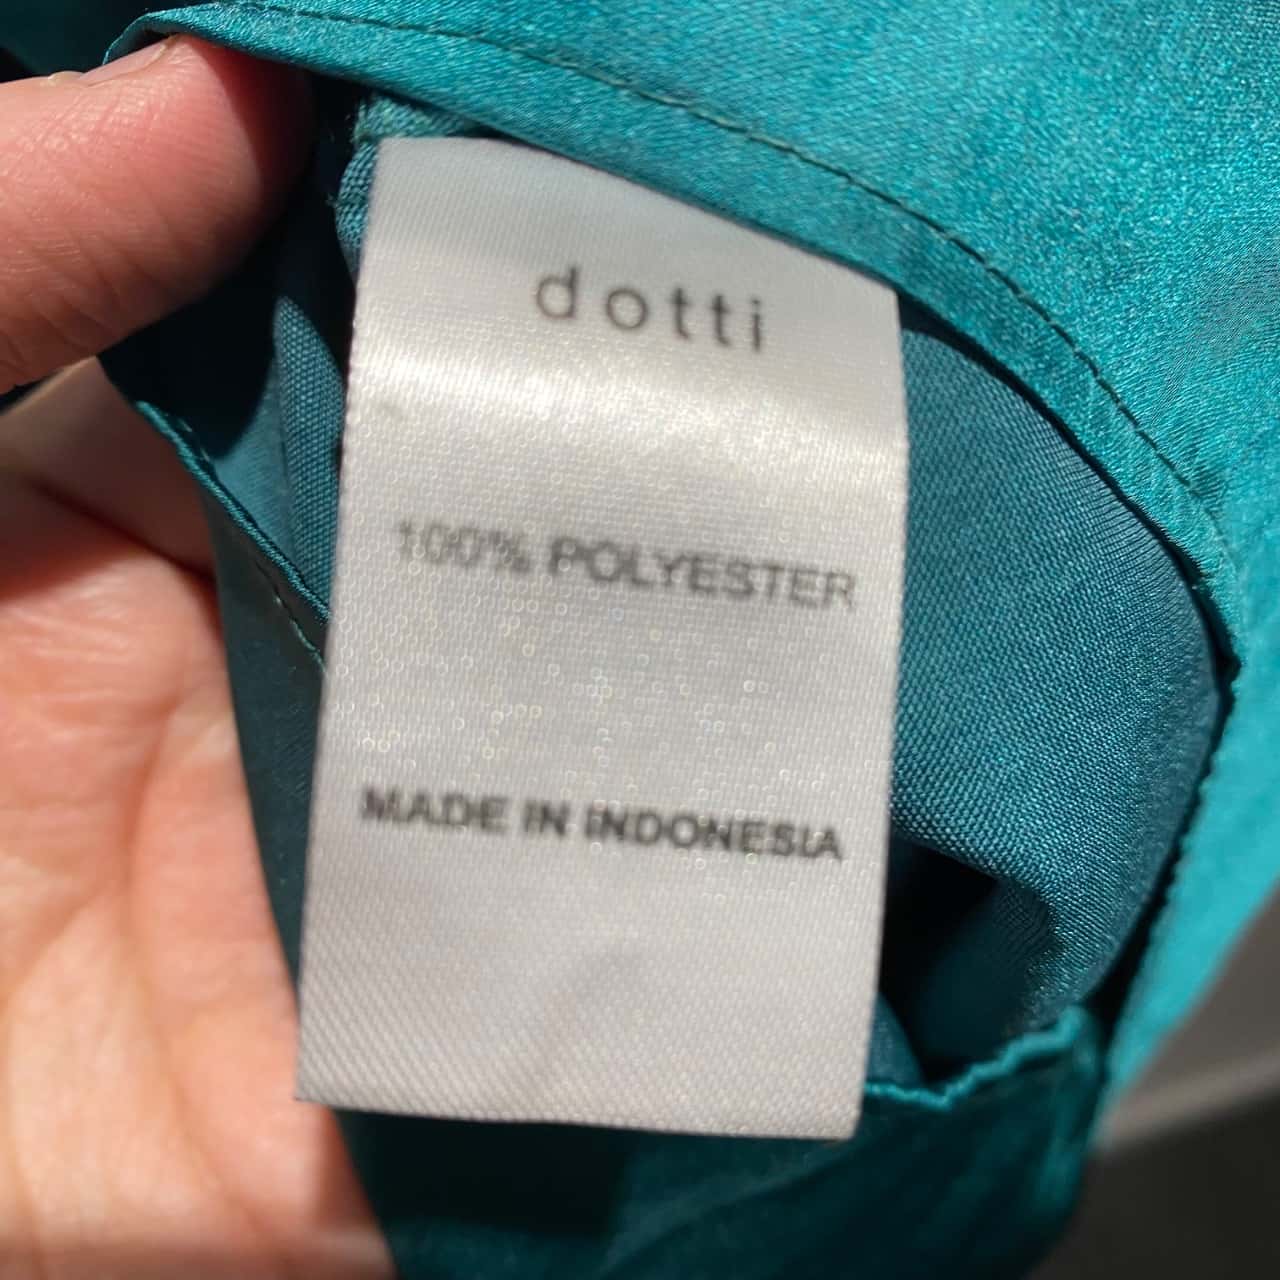 dotti
100% POLYESTER
MADE IN INDONESIA